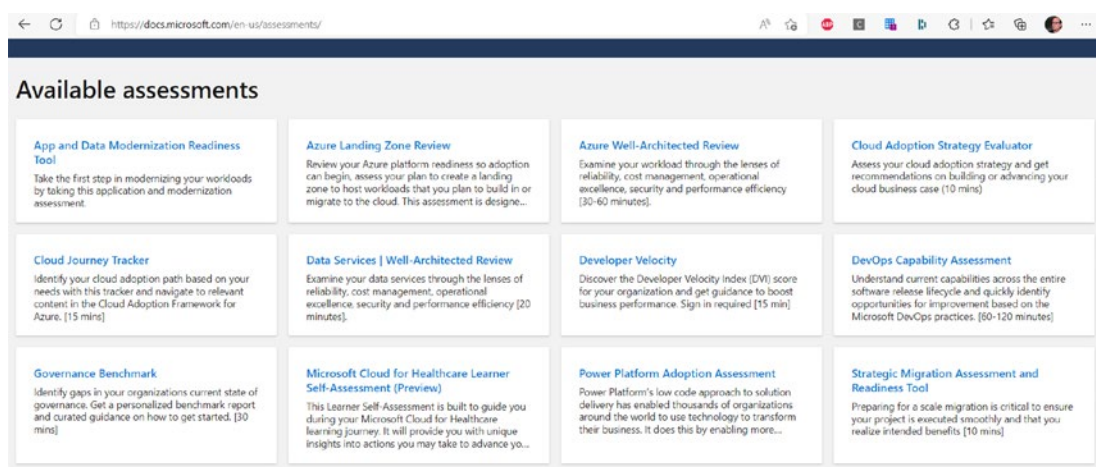 https://docs.microsoft.com/en-us/assessments/
Available assessments
App and Data Modernization Readiness
Tool
Take the first step in modernizing your workloads
by taking this application and modernization
assessment.
Azure Landing Zone Review
Review your Azure platform readiness so adoption
can begin, assess your plan to create a landing
zone to host workloads that you plan to build in or
migrate to the cloud. This assessment is designe...
Azure Well-Architected Review
Examine your workload through the lenses of
reliability, cost management, operational
excellence, security and performance efficiency
[30-60 minutes].
Cloud Adoption Strategy Evaluator
Assess your cloud adoption strategy and get
recommendations on building or advancing your
cloud business case (10 mins)
Cloud Journey Tracker
Identify your cloud adoption path based on your
needs with this tracker and navigate to relevant
content in the Cloud Adoption Framework for
Azure. [15 mins]
Data Services | Well-Architected Review
Examine your data services through the lenses of
reliability, cost management, operational
excellence, security and performance efficiency [20
minutes].
Developer Velocity
Discover the Developer Velocity Index (DVI) score
for your organization and get guidance to boost
business performance. Sign in required [15 min]
DevOps Capability Assessment
Understand current capabilities across the entire
software release lifecycle and quickly identify
opportunities for improvement based on the
Microsoft DevOps practices. [60-120 minutes]
Governance Benchmark
Identify gaps in your organizations current state of
governance. Get a personalized benchmark report
and curated guidance on how to get started. [30
mins]
Microsoft Cloud for Healthcare Learner
Self-Assessment (Preview)
This Learner Self-Assessment is built to guide you
during your Microsoft Cloud for Healthcare
learning journey. It will provide you with unique
insights into actions you may take to advance yo...
Power Platform Adoption Assessment
Power Platform's low code approach to solution
delivery has enabled thousands of organizations
around the world to use technology to transform
their business. It does this by enabling more...
Strategic Migration Assessment and
Readiness Tool
Preparing for a scale migration is critical to ensure
your project is executed smoothly and that you
realize intended benefits [10 mins]